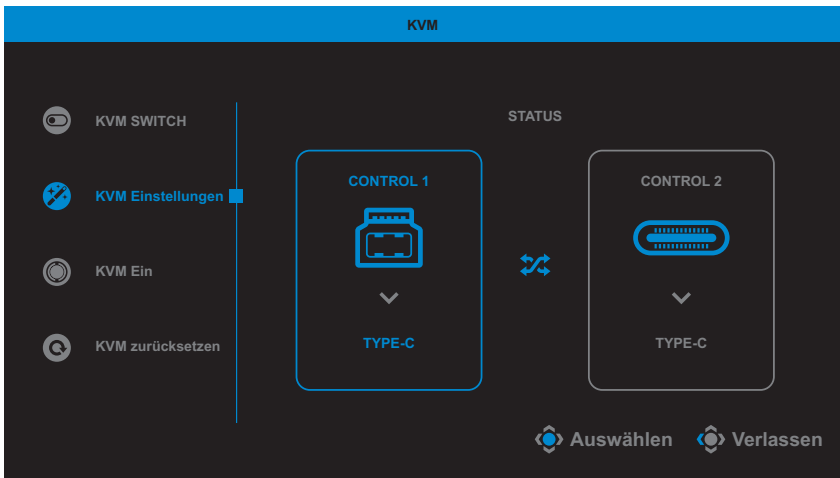 KVM
KVM SWITCH
KVM Einstellungen
KVM Ein
KVM zurücksetzen
STATUS
CONTROL 1
TYPE-C
CONTROL 2
TYPE-C
Auswählen
Verlassen